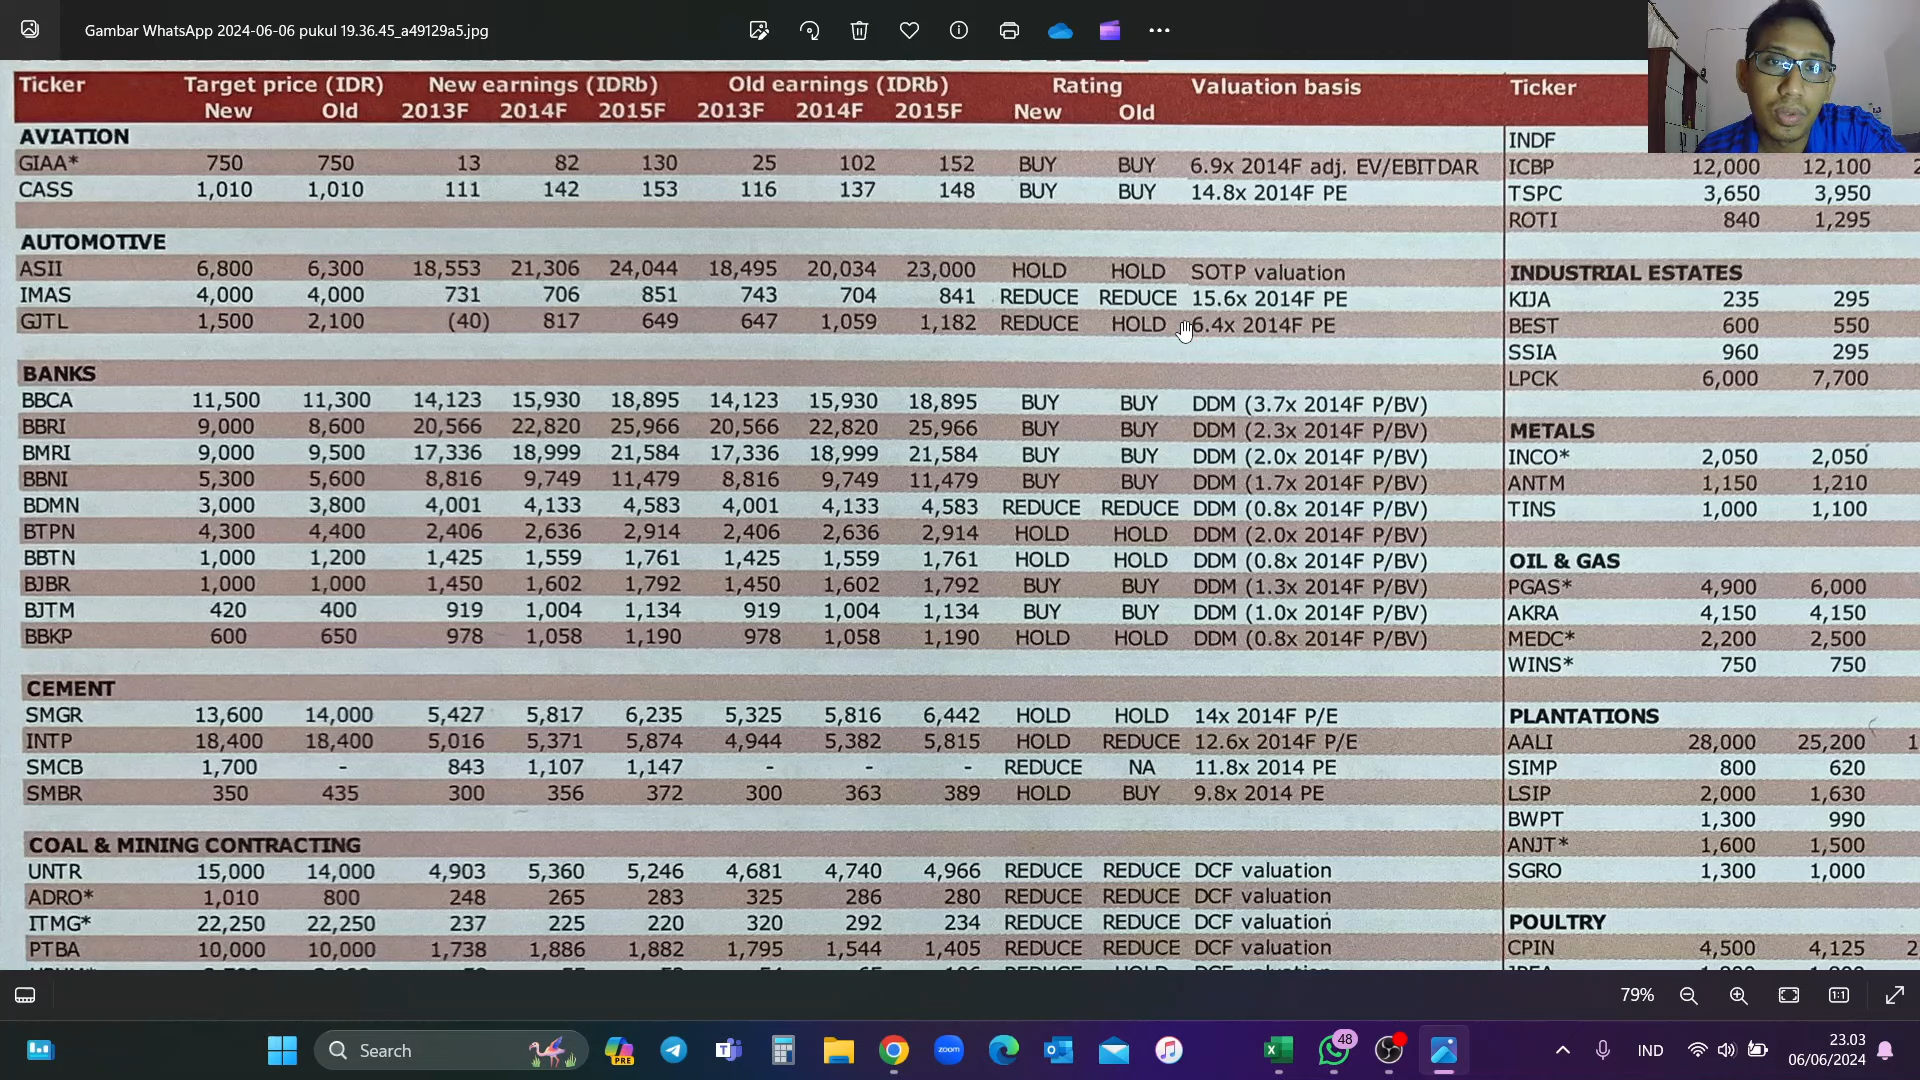 Gambar WhatsApp 2024-06-06 pukul 19.36.45_a49129a5.jpg
Ticker Target price (IDR) New earnings (IDRb) Old earnings (IDRb) Rating Valuation basis
New Old 2013F 2014F 2015F 2013F 2014F 2015F New Old
AVIATION
GIAA* 750 750 13 82 130 25 102 152 BUY BUY 6.9x 2014F adj. EV/EBITDAR
CASS 1,010 1,010 111 142 153 116 137 148 BUY BUY 14.8x 2014F PE
AUTOMOTIVE
ASII 6,800 6,300 18,553 21,306 24,044 18,495 20,034 23,000 HOLD HOLD SOTP valuation
IMAS 4,000 4,000 731 706 851 743 704 841 REDUCE REDUCE 15.6x 2014F PE
GJTL 1,500 2,100 (40) 817 649 647 1,059 1,182 REDUCE HOLD 6.4x 2014F PE
BANKS
BBCA 11,500 11,300 14,123 15,930 18,895 14,123 15,930 18,895 BUY BUY DDM (3.7x 2014F P/BV)
BBRI 9,000 8,600 20,566 22,820 25,966 20,566 22,820 25,966 BUY BUY DDM (2.3x 2014F P/BV)
BMRI 9,000 9,500 17,336 18,999 21,584 17,336 18,999 21,584 BUY BUY DDM (2.0x 2014F P/BV)
BBNI 5,300 5,600 8,816 9,749 11,479 8,816 9,749 11,479 BUY BUY DDM (1.7x 2014F P/BV)
BDMN 3,000 3,800 4,001 4,133 4,583 4,001 4,133 4,583 REDUCE REDUCE DDM (0.8x 2014F P/BV)
BTPN 4,300 4,400 2,406 2,636 2,914 2,406 2,636 2,914 HOLD HOLD DDM (2.0x 2014F P/BV)
BBTN 1,000 1,200 1,425 1,559 1,761 1,425 1,559 1,761 HOLD HOLD DDM (0.8x 2014F P/BV)
BJBR 1,000 1,000 1,450 1,602 1,792 1,450 1,602 1,792 BUY BUY DDM (1.3x 2014F P/BV)
BJTM 420 400 919 1,004 1,134 919 1,004 1,134 BUY BUY DDM (1.0x 2014F P/BV)
BBKP 600 650 978 1,058 1,190 978 1,058 1,190 HOLD HOLD DDM (0.8x 2014F P/BV)
CEMENT
SMGR 13,600 14,000 5,427 5,817 6,235 5,325 5,816 6,442 HOLD HOLD 14x 2014F P/E
INTP 18,400 18,400 5,016 5,371 5,874 4,944 5,382 5,815 HOLD REDUCE 12.6x 2014F P/E
SMCB 1,700 - 843 1,107 1,147 - - - REDUCE NA 11.8x 2014 PE
SMBR 350 435 300 356 372 300 363 389 HOLD BUY 9.8x 2014 PE
COAL & MINING CONTRACTING
UNTR 15,000 14,000 4,903 5,360 5,246 4,681 4,740 4,966 REDUCE REDUCE DCF valuation
ADRO* 1,010 800 248 265 283 325 286 280 REDUCE REDUCE DCF valuation
ITMG* 22,250 22,250 237 225 220 320 292 234 REDUCE REDUCE DCF valuation
PTBA 10,000 10,000 1,738 1,886 1,882 1,795 1,544 1,405 REDUCE REDUCE DCF valuation
Ticker
INDF
ICBP 12,000 12,100
TSPC 3,650 3,950
ROTI 840 1,295
INDUSTRIAL ESTATES
KIJA 235 295
BEST 600 550
SSIA 960 295
LPCK 6,000 7,700
METALS
INCO* 2,050 2,050
ANTM 1,150 1,210
TINS 1,000 1,100
OIL & GAS
PGAS* 4,900 6,000
AKRA 4,150 4,150
MEDC* 2,200 2,500
WINS* 750 750
PLANTATIONS
AALI 28,000 25,200
SIMP 800 620
LSIP 2,000 1,630
BWPT 1,300 990
ANJT* 1,600 1,500
SGRO 1,300 1,000
POULTRY
CPIN 4,500 4,125
79%
1:1
Search
PRE
zoom
48
IND
23.03
06/06/2024